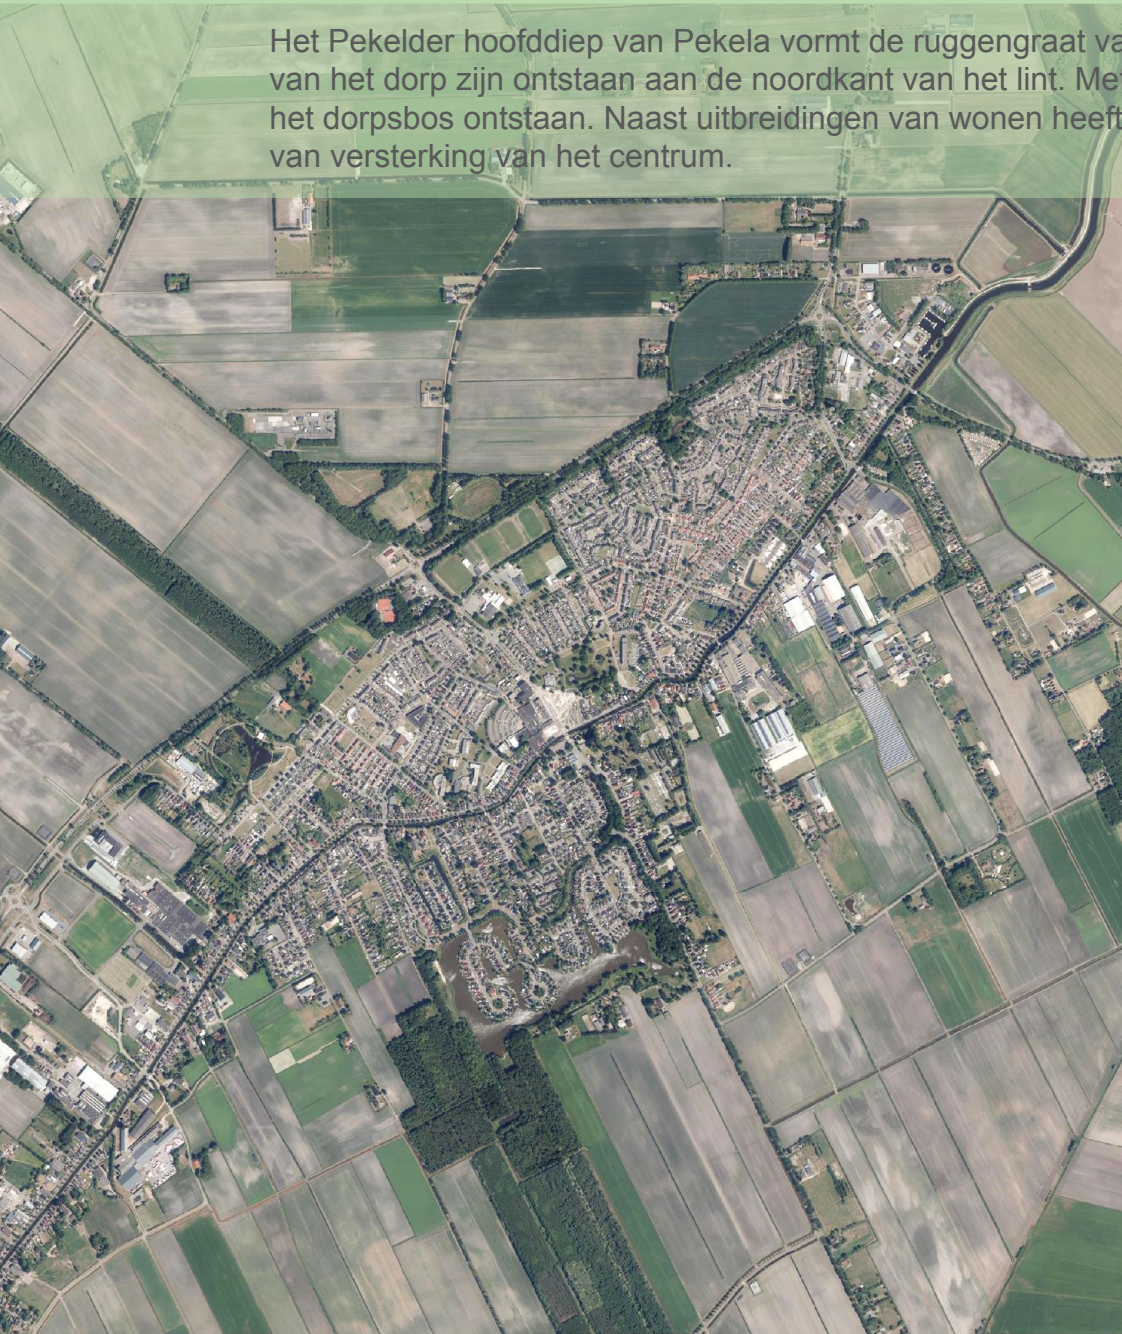 Het Pekelder hoofddiep van Pekela vormt de ruggengraat va
van het dorp zijn ontstaan aan de noordkant van het lint. Me
het dorpsbos ontstaan. Naast uitbreidingen van wonen heeft
van versterking van het centrum.